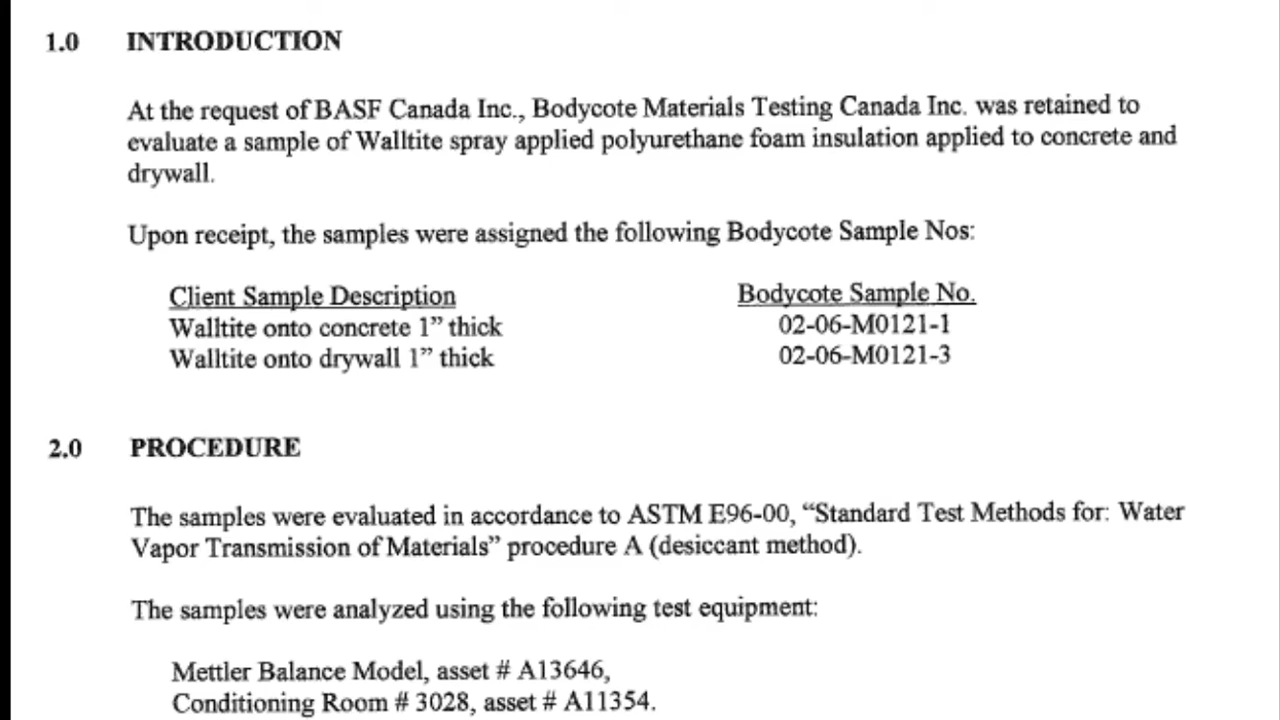 1.0 INTRODUCTION
At the request of BASF Canada Inc., Bodycote Materials Testing Canada Inc. was retained to
evaluate a sample of Walltite spray applied polyurethane foam insulation applied to concrete and
drywall.
Upon receipt, the samples were assigned the following Bodycote Sample Nos:
Client Sample Description Bodycote Sample No.
Walltite onto concrete 1” thick 02-06-M0121-1
Walltite onto drywall 1” thick 02-06-M0121-3
2.0 PROCEDURE
The samples were evaluated in accordance to ASTM E96-00, “Standard Test Methods for: Water
Vapor Transmission of Materials” procedure A (desiccant method).
The samples were analyzed using the following test equipment:
Mettler Balance Model, asset # A13646,
Conditioning Room # 3028, asset # A11354.